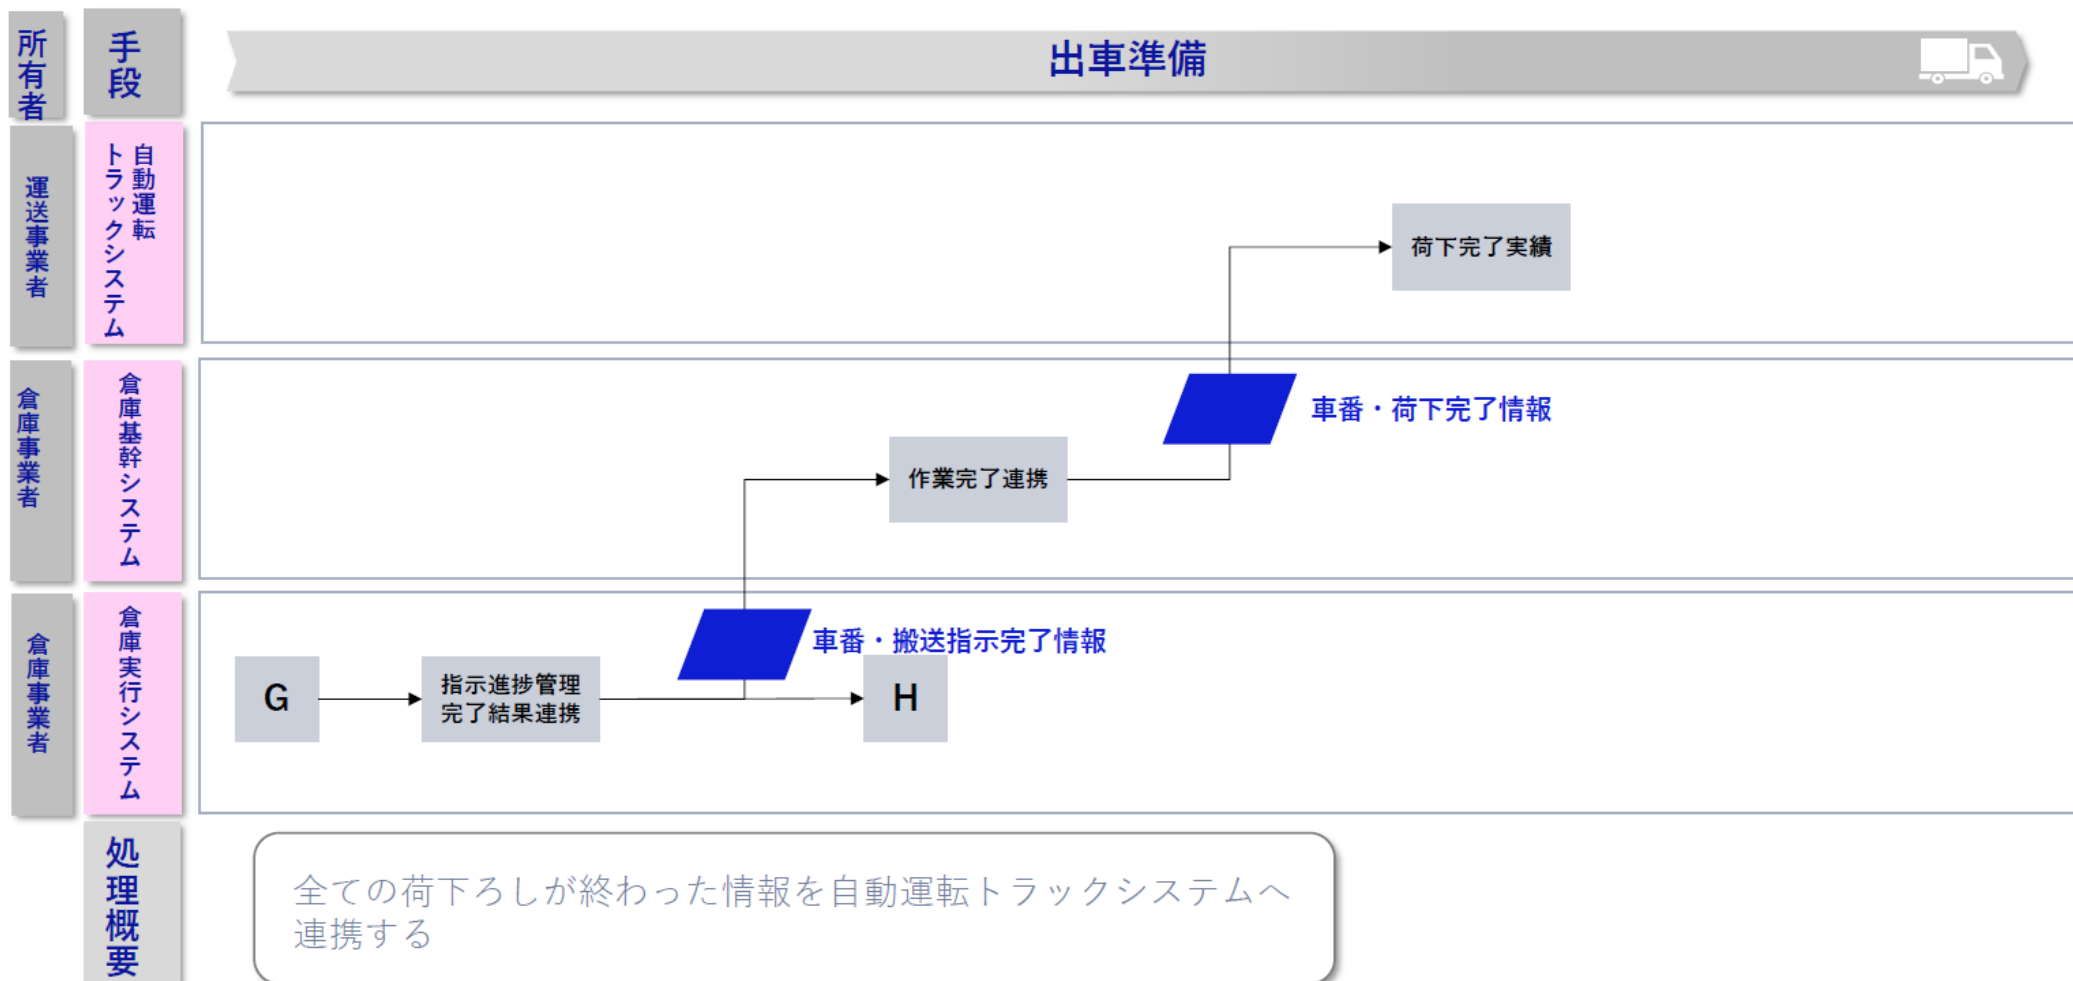 所有者
手段
出車準備
運送事業者
自動運転
トラックシステム
荷下完了実績
倉庫事業者
倉庫基幹システム
車番・荷下完了情報
作業完了連携
倉庫事業者
倉庫実行システム
車番・搬送指示完了情報
G
指示進捗管理
完了結果連携
H
処理概要
全ての荷下ろしが終わった情報を自動運転トラックシステムへ
連携する